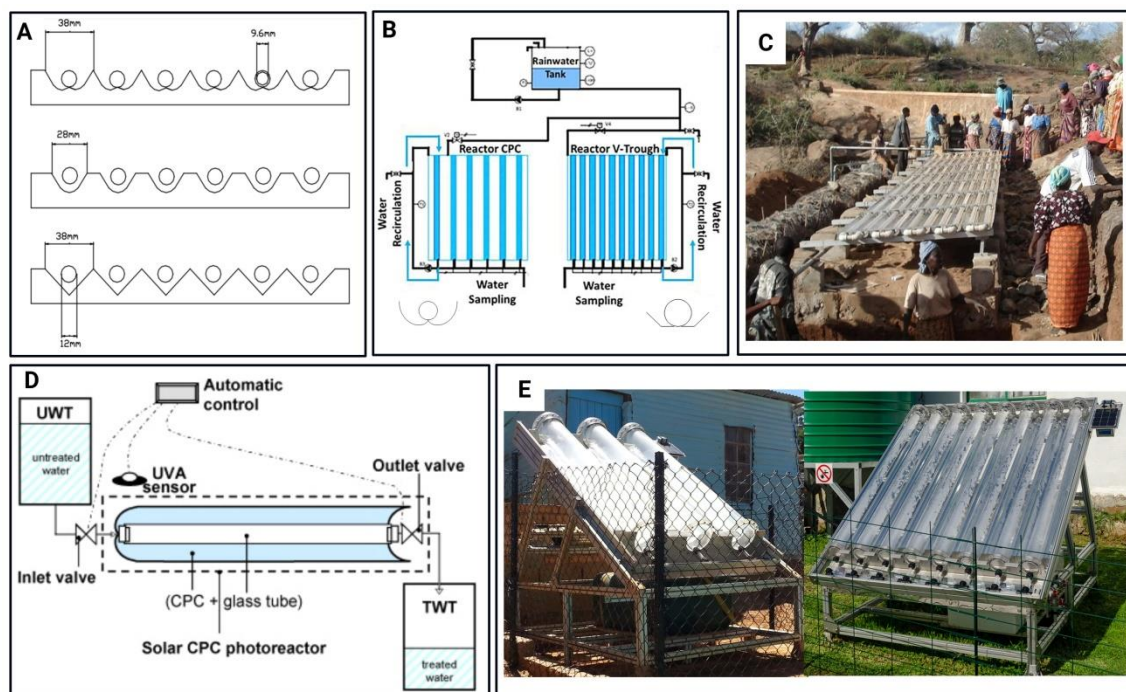 A
38mm
9.6mm
28mm
38mm
12mm
B
Rainwater
Tank
Reactor CPC
Reactor V-Trough
Water
Recirculation
Water
Recirculation
Water
Sampling
Water
Sampling
C
D
UWT
untreated
water
Automatic
control
UVA
sensor
Outlet valve
Inlet valve
(CPC + glass tube)
Solar CPC photoreactor
TWT
treated
water
E